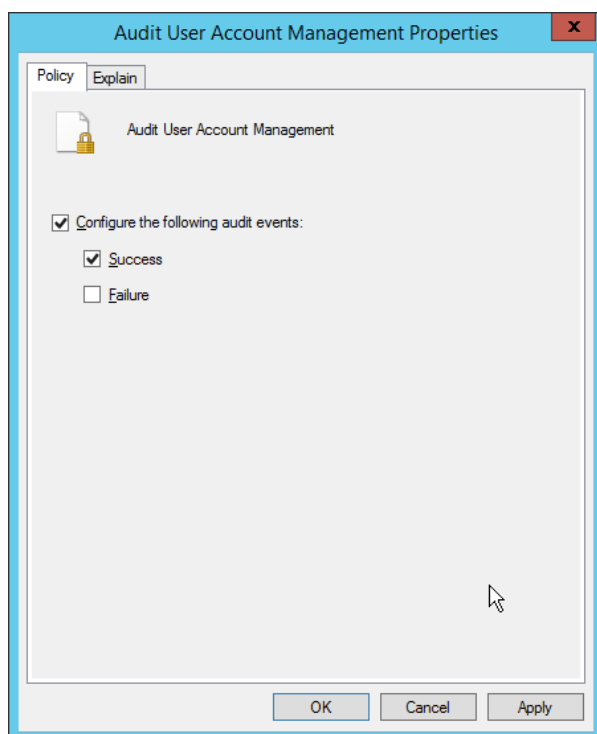 Audit User Account Management Properties
x
Policy Explain
Audit User Account Management
Configure the following audit events:
Success
Failure
OK Cancel Apply